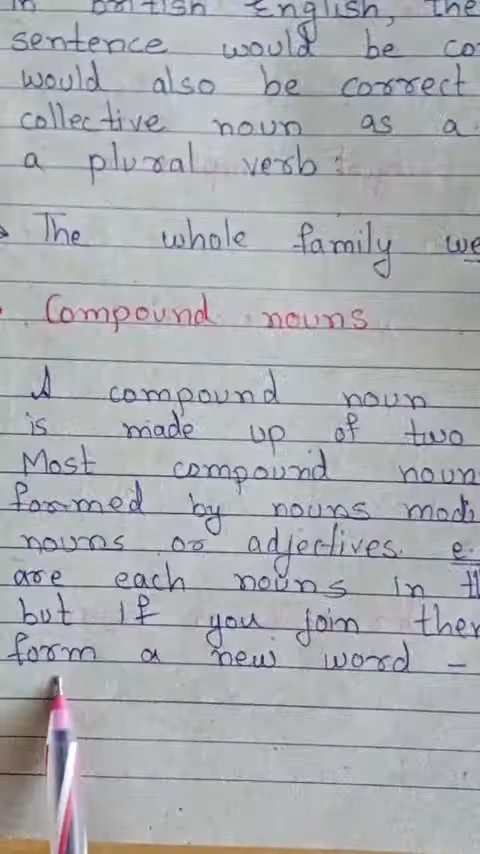 in British English, the
sentence would be co
would also be correct
collective noun as a
a plural verb :
The whole family we
Compound nouns
A compound noun
is made up of two
Most compound noun
formed by nouns modi
nouns or adjectives. e.
are each nouns in th
but if you join them
form a new word -